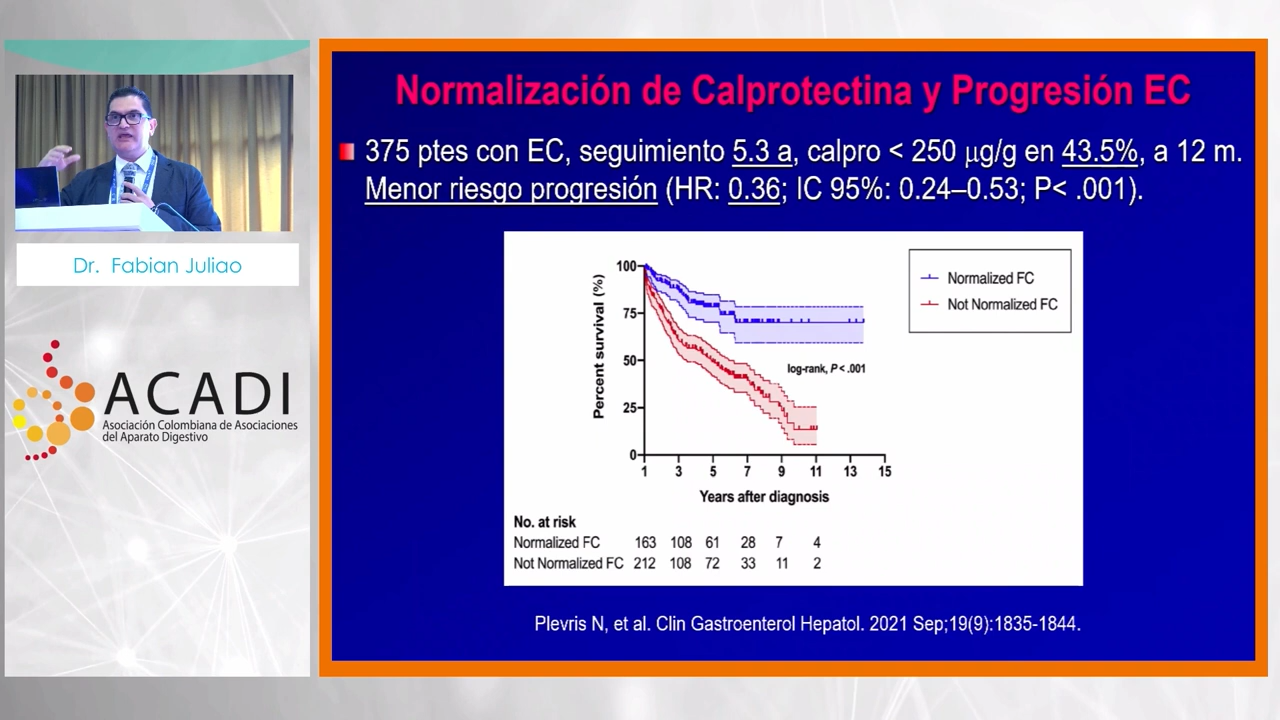 Normalización de Calprotectina y Progresión EC
375 ptes con EC, seguimiento 5.3 a, calpro < 250 μg/g en 43.5%, a 12 m.
Menor riesgo progresión (HR: 0.36; IC 95%: 0.24–0.53; P< .001).
Dr. Fabian Juliao
ACADI
Asociación Colombiana de Asociaciones
del Aparato Digestivo
Percent survival (%)
100
75
50
25
0
1 3 5 7 9 11 13 15
Years after diagnosis
log-rank, P < .001
Normalized FC
Not Normalized FC
No. at risk
Normalized FC 163 108 61 28 7 4
Not Normalized FC 212 108 72 33 11 2
Plevris N, et al. Clin Gastroenterol Hepatol. 2021 Sep;19(9):1835-1844.